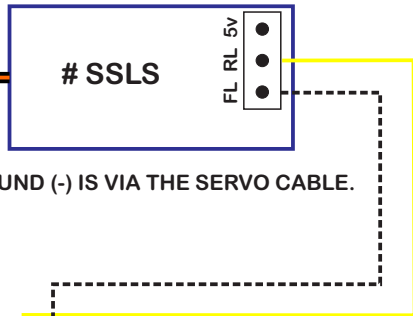 # SSLS
FL RL 5v
UND (-) IS VIA THE SERVO CABLE.